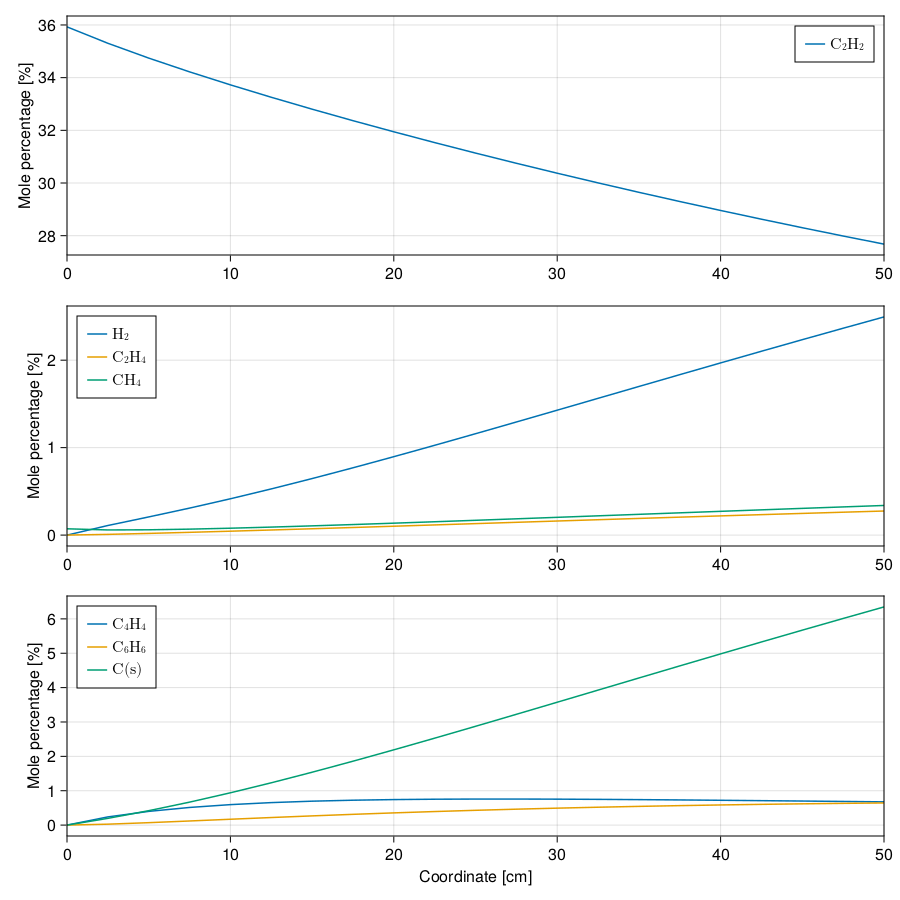 Mole percentage [%]
36
34
32
30
28
C₂H₂
0 10 20 30 40 50
Mole percentage [%]
2
1
0
H₂
C₂H₄
CH₄
0 10 20 30 40 50
Mole percentage [%]
6
5
4
3
2
1
0
C₄H₄
C₆H₆
C(s)
0 10 20 30 40 50
Coordinate [cm]